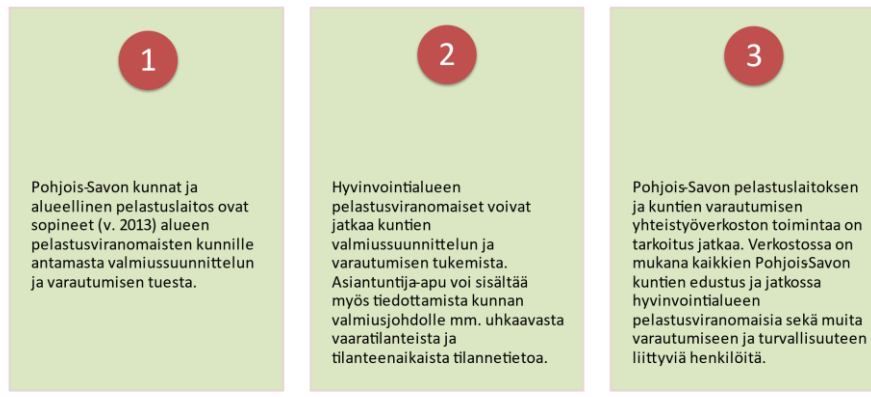 1
Pohjois-Savon kunnat ja
alueellinen pelastuslaitos ovat
sopineet (v. 2013) alueen
pelastusviranomaisten kunnille
antamasta valmiussuunnittelun
ja varautumisen tuesta.
2
Hyvinvointialueen
pelastusviranomaiset voivat
jatkaa kuntien
valmiussuunnittelun ja
varautumisen tukemista.
Asiantuntija-apu voi sisältää
myös tiedottamista kunnan
valmiusjohdolle mm. uhkaavasta
vaaratilanteista ja
tilanteenaikaista tilannetietoa.
3
Pohjois-Savon pelastuslaitoksen
ja kuntien varautumisen
yhteistyöverkoston toimintaa on
tarkoitus jatkaa. Verkostossa on
mukana kaikkien PohjoisSavon
kuntien edustus ja jatkossa
hyvinvointialueen
pelastusviranomaisia sekä muita
varautumiseen ja turvallisuuteen
liittyviä henkilöitä.